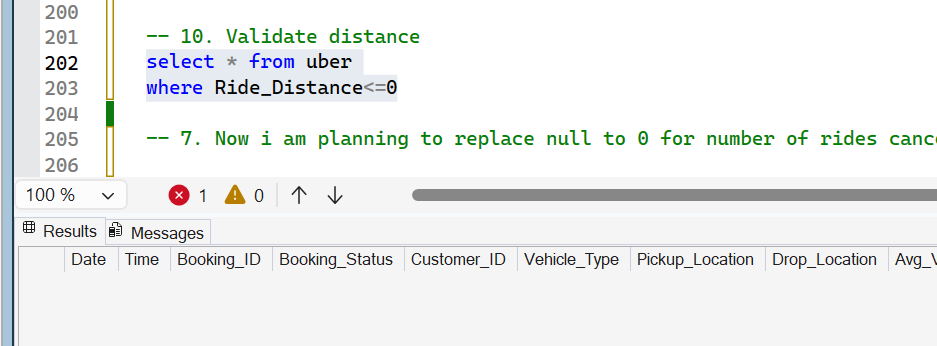 200
201 -- 10. Validate distance
202 select * from uber
203 where Ride_Distance<=0
204
205 -- 7. Now i am planning to replace null to 0 for number of rides canc
206
100 % 1 0
Results Messages
Date Time Booking_ID Booking_Status Customer_ID Vehicle_Type Pickup_Location Drop_Location Avg_V